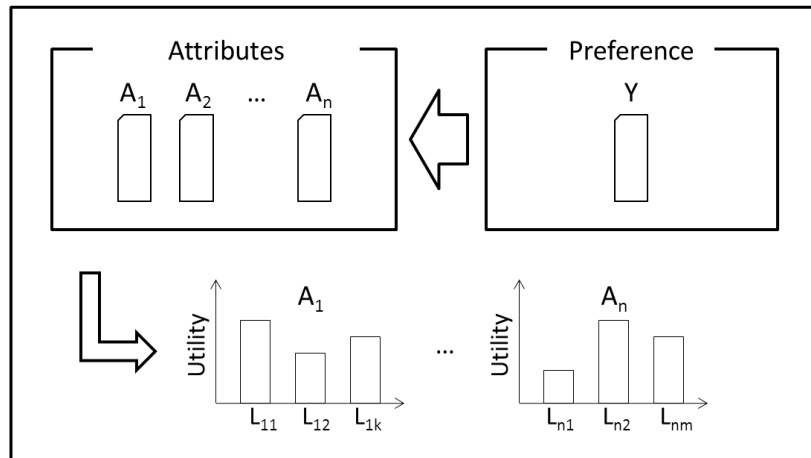 Attributes
Preference
A₁ A₂ ... Aₙ
Y
Utility
A₁
L₁₁ L₁₂ L₁ₖ
...
Utility
Aₙ
Lₙ₁ Lₙ₂ Lₙₘ